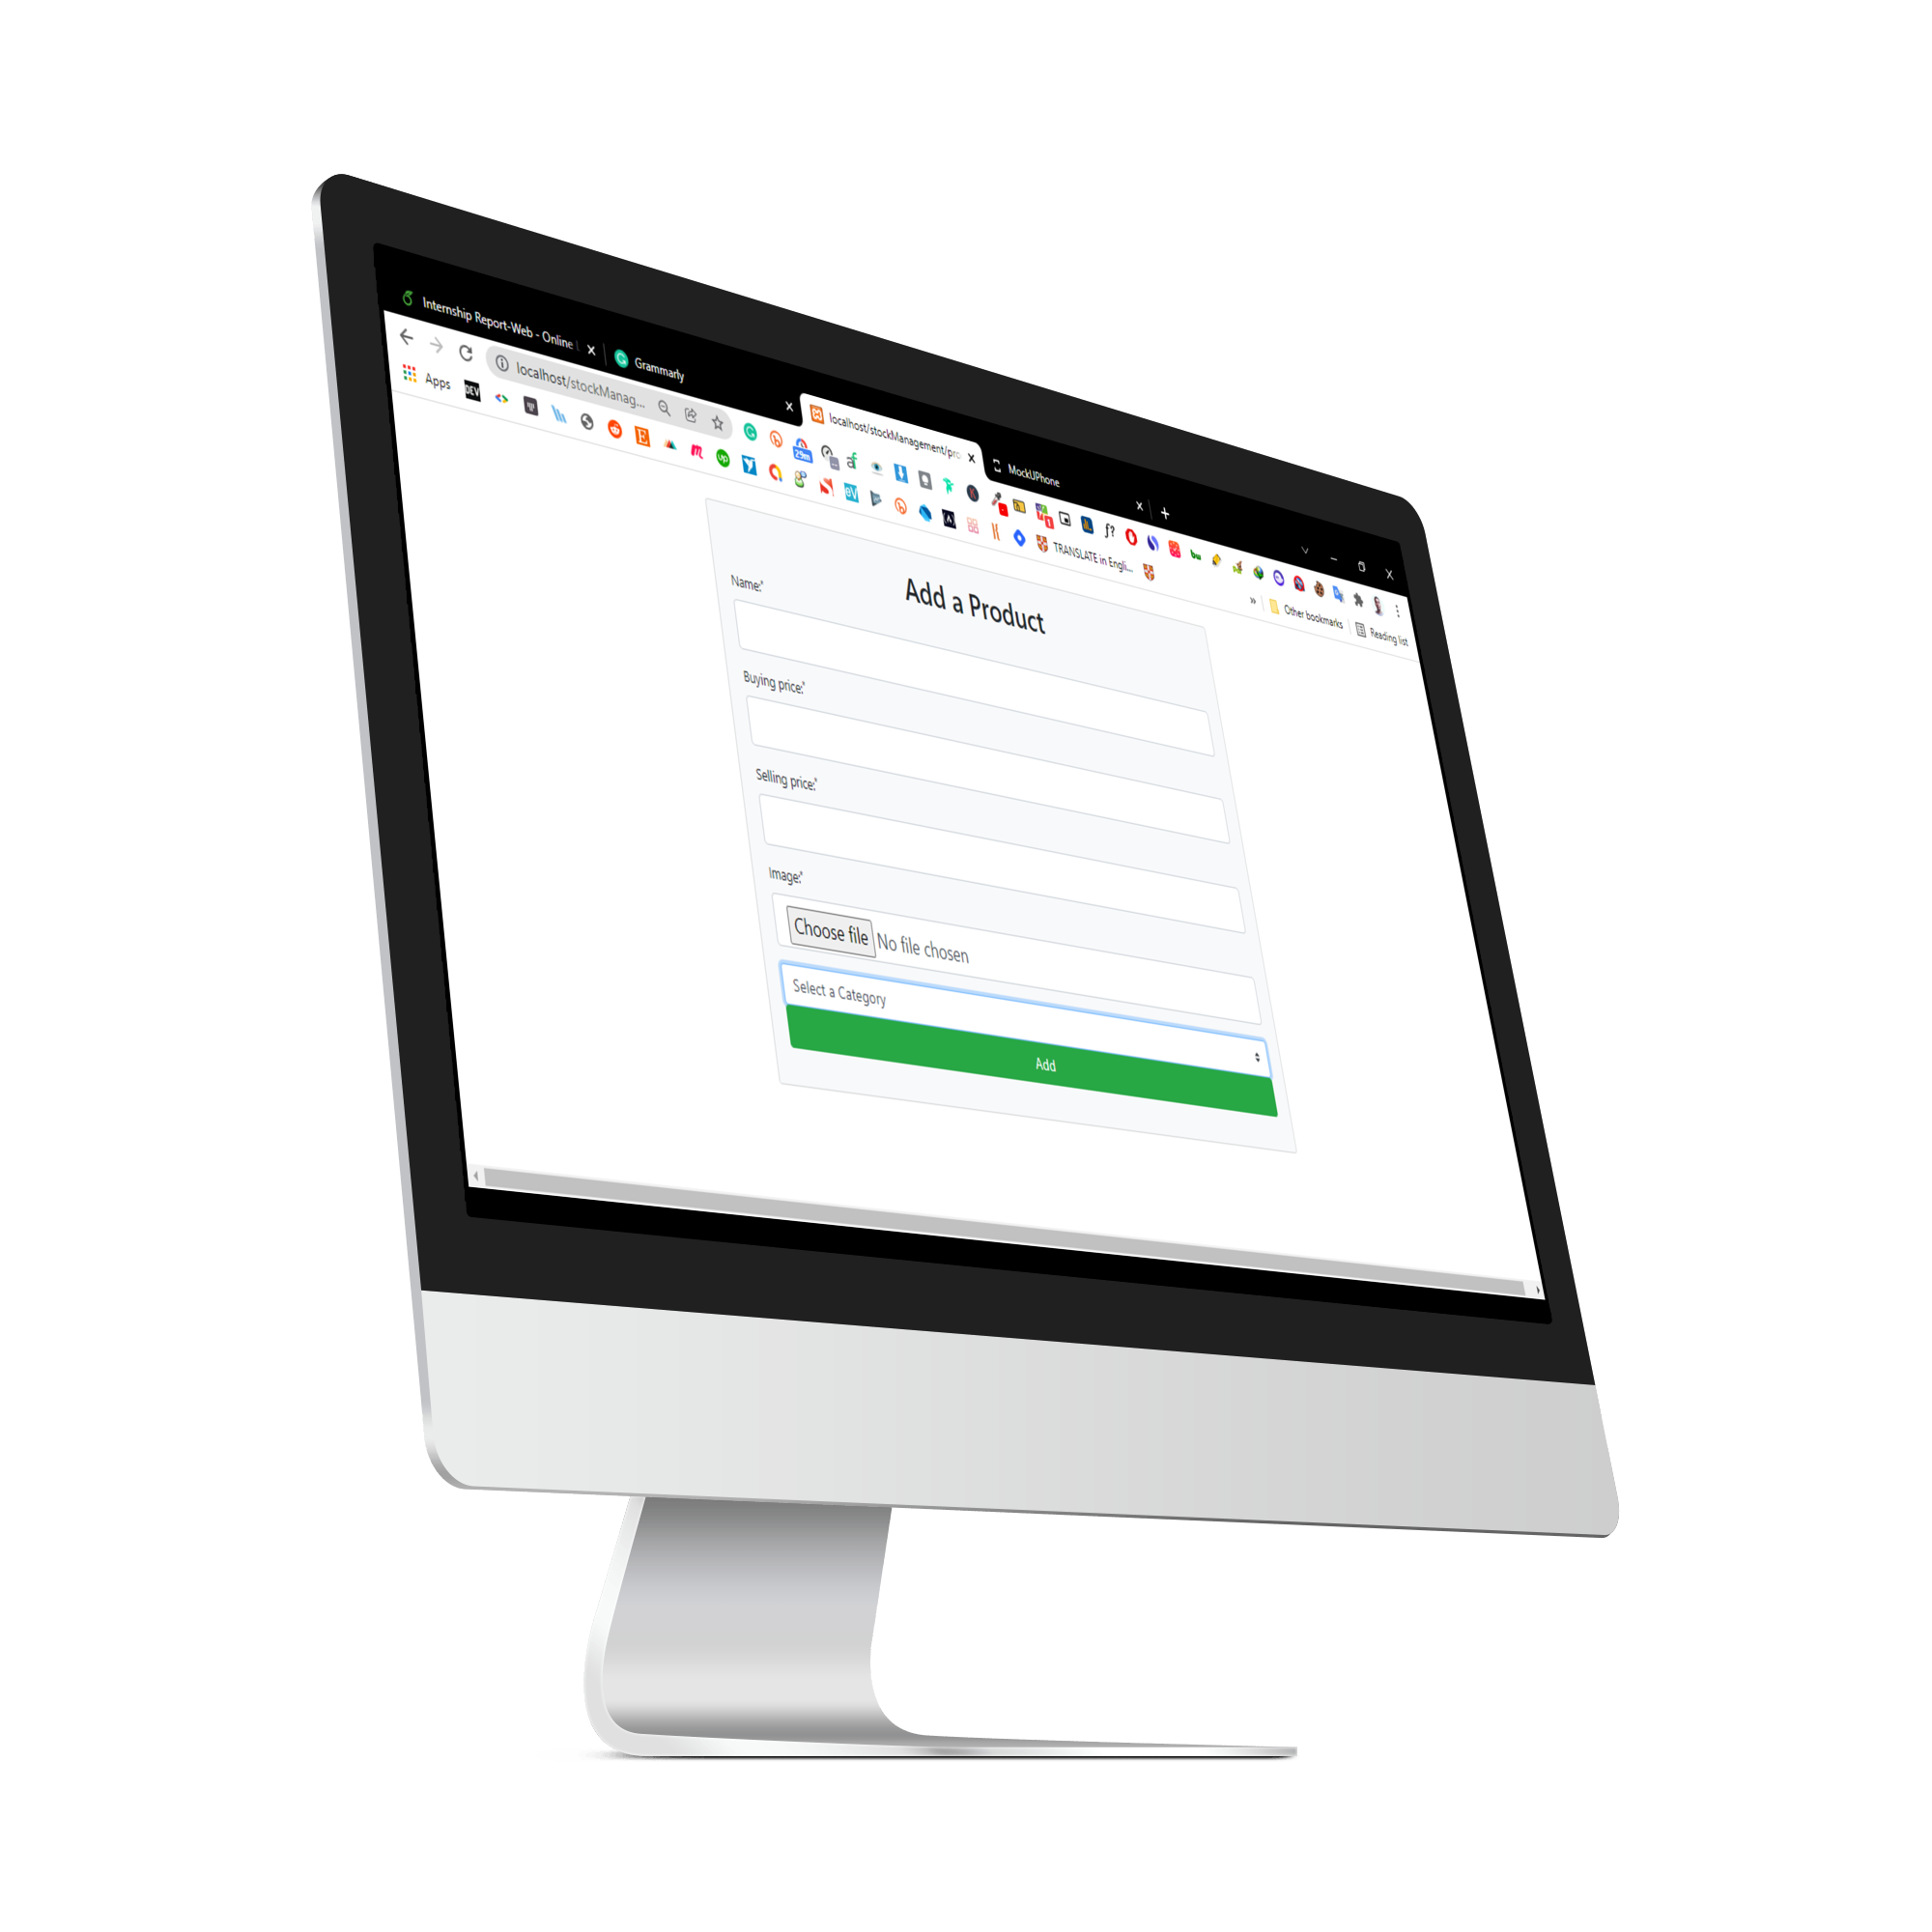 Internship Report-Web - Online
Grammarly
localhost/stockManagement/pro
MockUPhone
localhost/stockManag...
Apps
DEV
TRANSLATE in Engli...
Other bookmarks
Reading list
Add a Product
Name:*
Buying price:*
Selling price:*
Image:*
Choose file No file chosen
Select a Category
Add